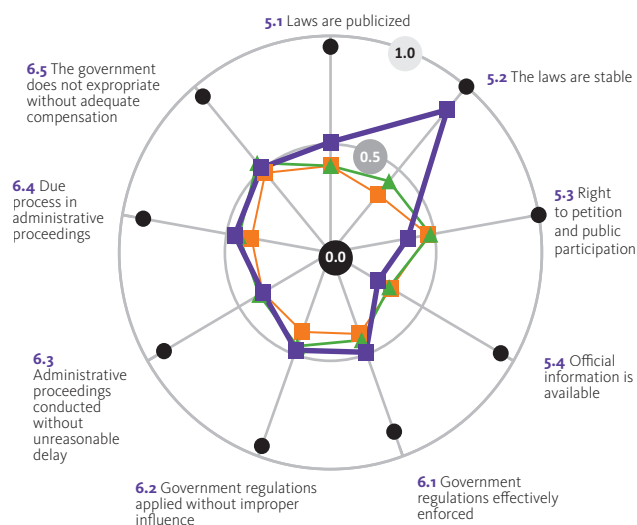 5.1 Laws are publicized
1.0
5.2 The laws are stable
6.5 The government
does not expropriate
without adequate
compensation
0.5
5.3 Right
to petition
and public
participation
6.4 Due
process in
administrative
proceedings
0.0
5.4 Official
information is
available
6.3
Administrative
proceedings
conducted
without
unreasonable
delay
6.2 Government regulations
applied without improper
influence
6.1 Government
regulations effectively
enforced